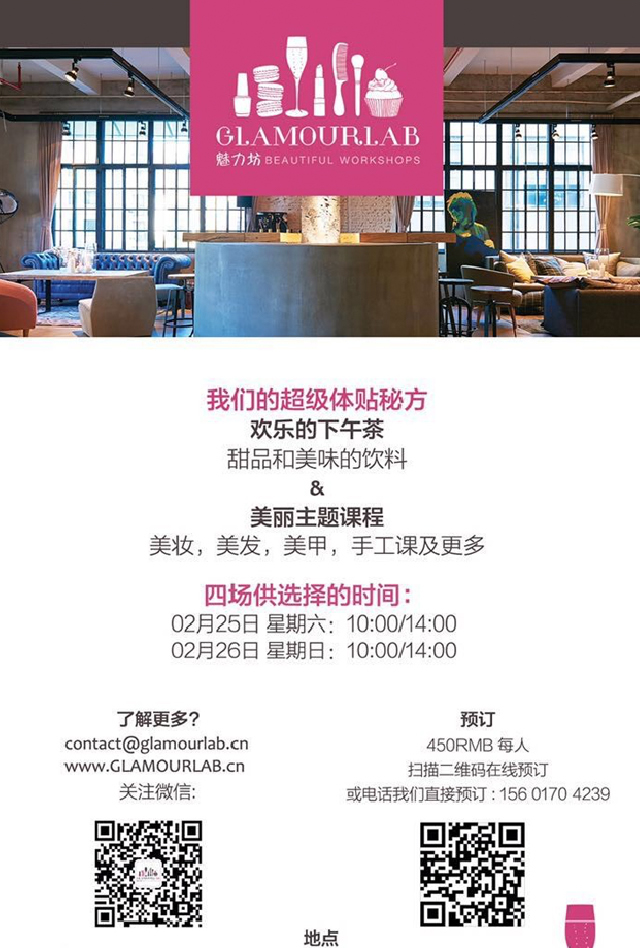 GLAMOURLAB
魅力坊 BEAUTIFUL WORKSHOPS
我们的超级体贴秘方
欢乐的下午茶
甜品和美味的饮料
&
美丽主题课程
美妆，美发，美甲，手工课及更多
四场供选择的时间：
02月25日 星期六：10:00/14:00
02月26日 星期日：10:00/14:00
了解更多?
contact@glamourlab.cn
www.GLAMOURLAB.cn
关注微信:
预订
450RMB 每人
扫描二维码在线预订
或电话我们直接预订 : 156 0170 4239
地点